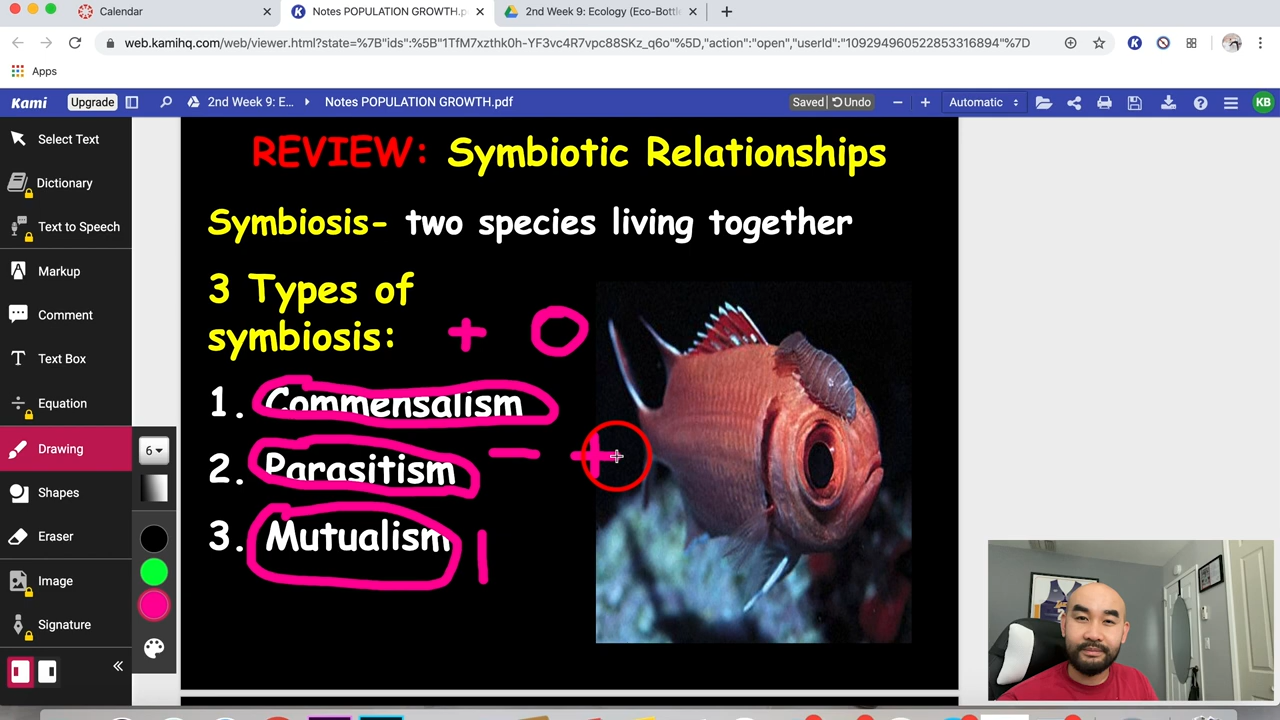 Calendar
Notes POPULATION GROWTH.p
2nd Week 9: Ecology (Eco-Bottl
web.kamihq.com/web/viewer.html?state=%7B"ids":%5B"1TfM7xzthk0h-YF3vc4R7vpc88SKz_q6o"%5D,"action":"open","userId":"109294960522853316894"%7D
Apps
Kami Upgrade 2nd Week 9: E... Notes POPULATION GROWTH.pdf Saved Undo Automatic KB
Select Text
Dictionary
Text to Speech
Markup
Comment
Text Box
Equation
Drawing
6
Shapes
Eraser
Image
Signature
REVIEW: Symbiotic Relationships
Symbiosis- two species living together
3 Types of
symbiosis: + 0
1. Commensalism
2. Parasitism - +
3. Mutualism